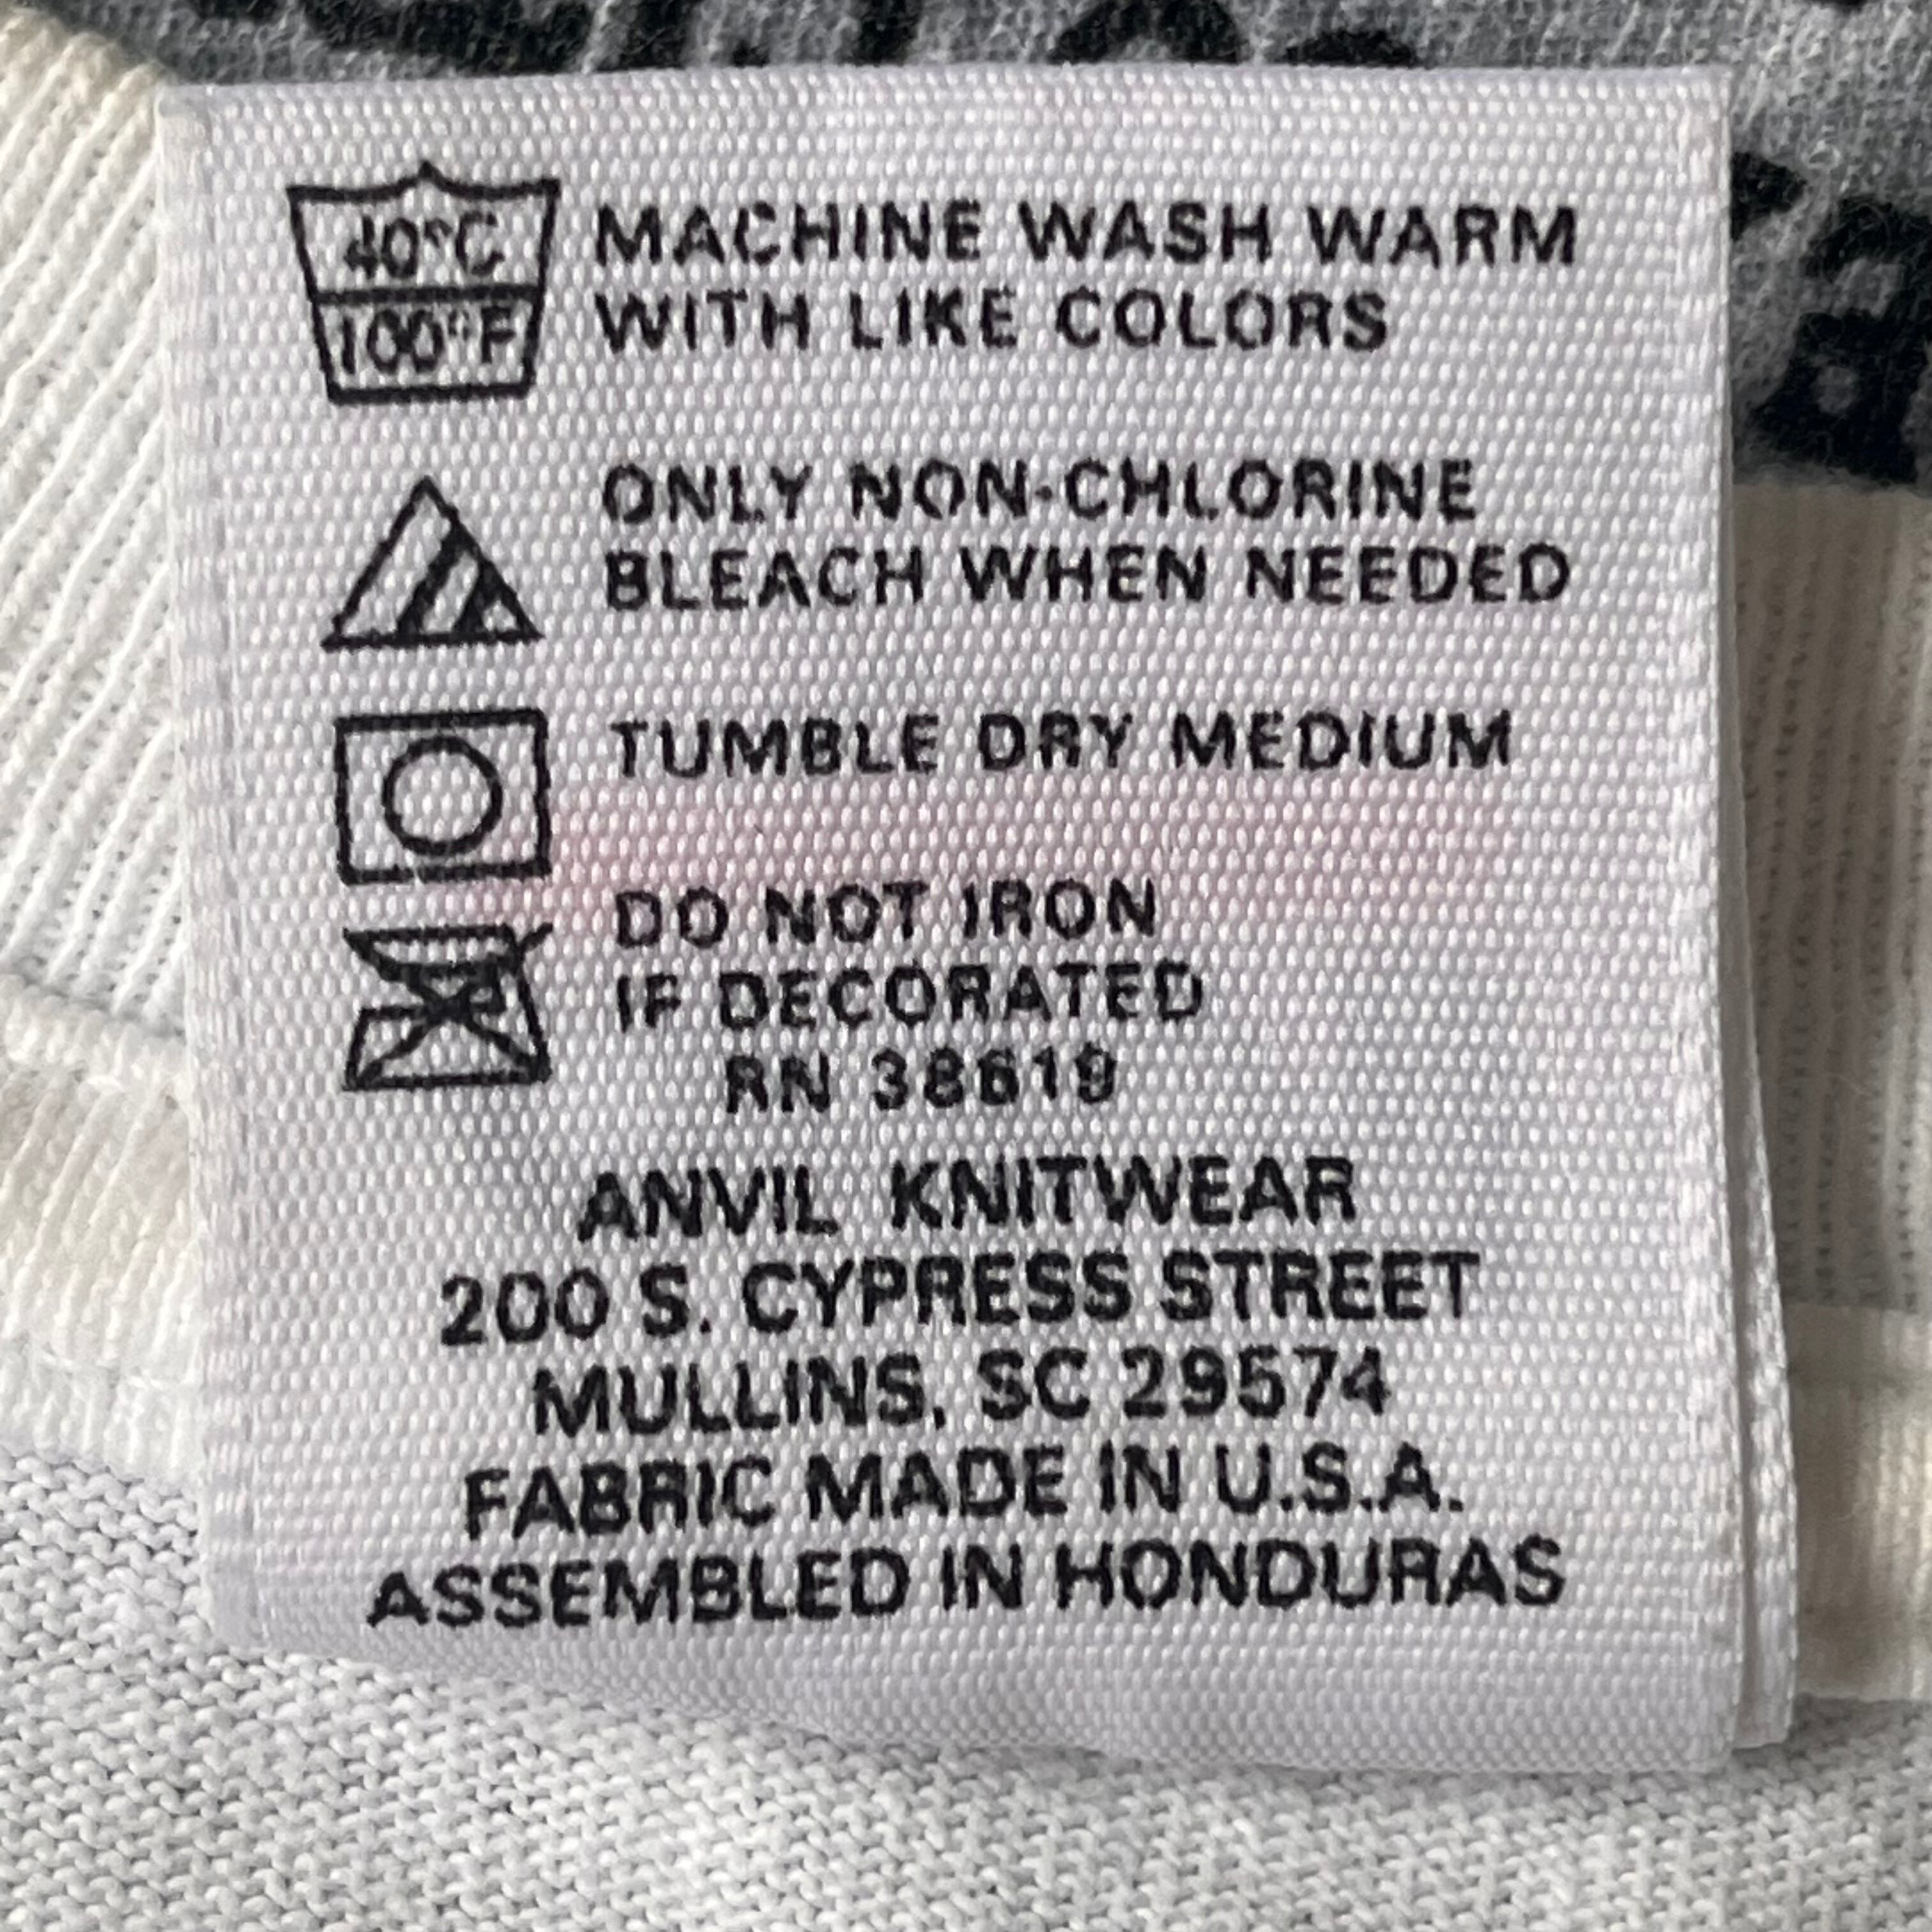 40°C
100°F
MACHINE WASH WARM
WITH LIKE COLORS
ONLY NON-CHLORINE
BLEACH WHEN NEEDED
TUMBLE DRY MEDIUM
DO NOT IRON
IF DECORATED
RN 38619
ANVIL KNITWEAR
200 S. CYPRESS STREET
MULLINS, SC 29574
FABRIC MADE IN U.S.A.
ASSEMBLED IN HONDURAS